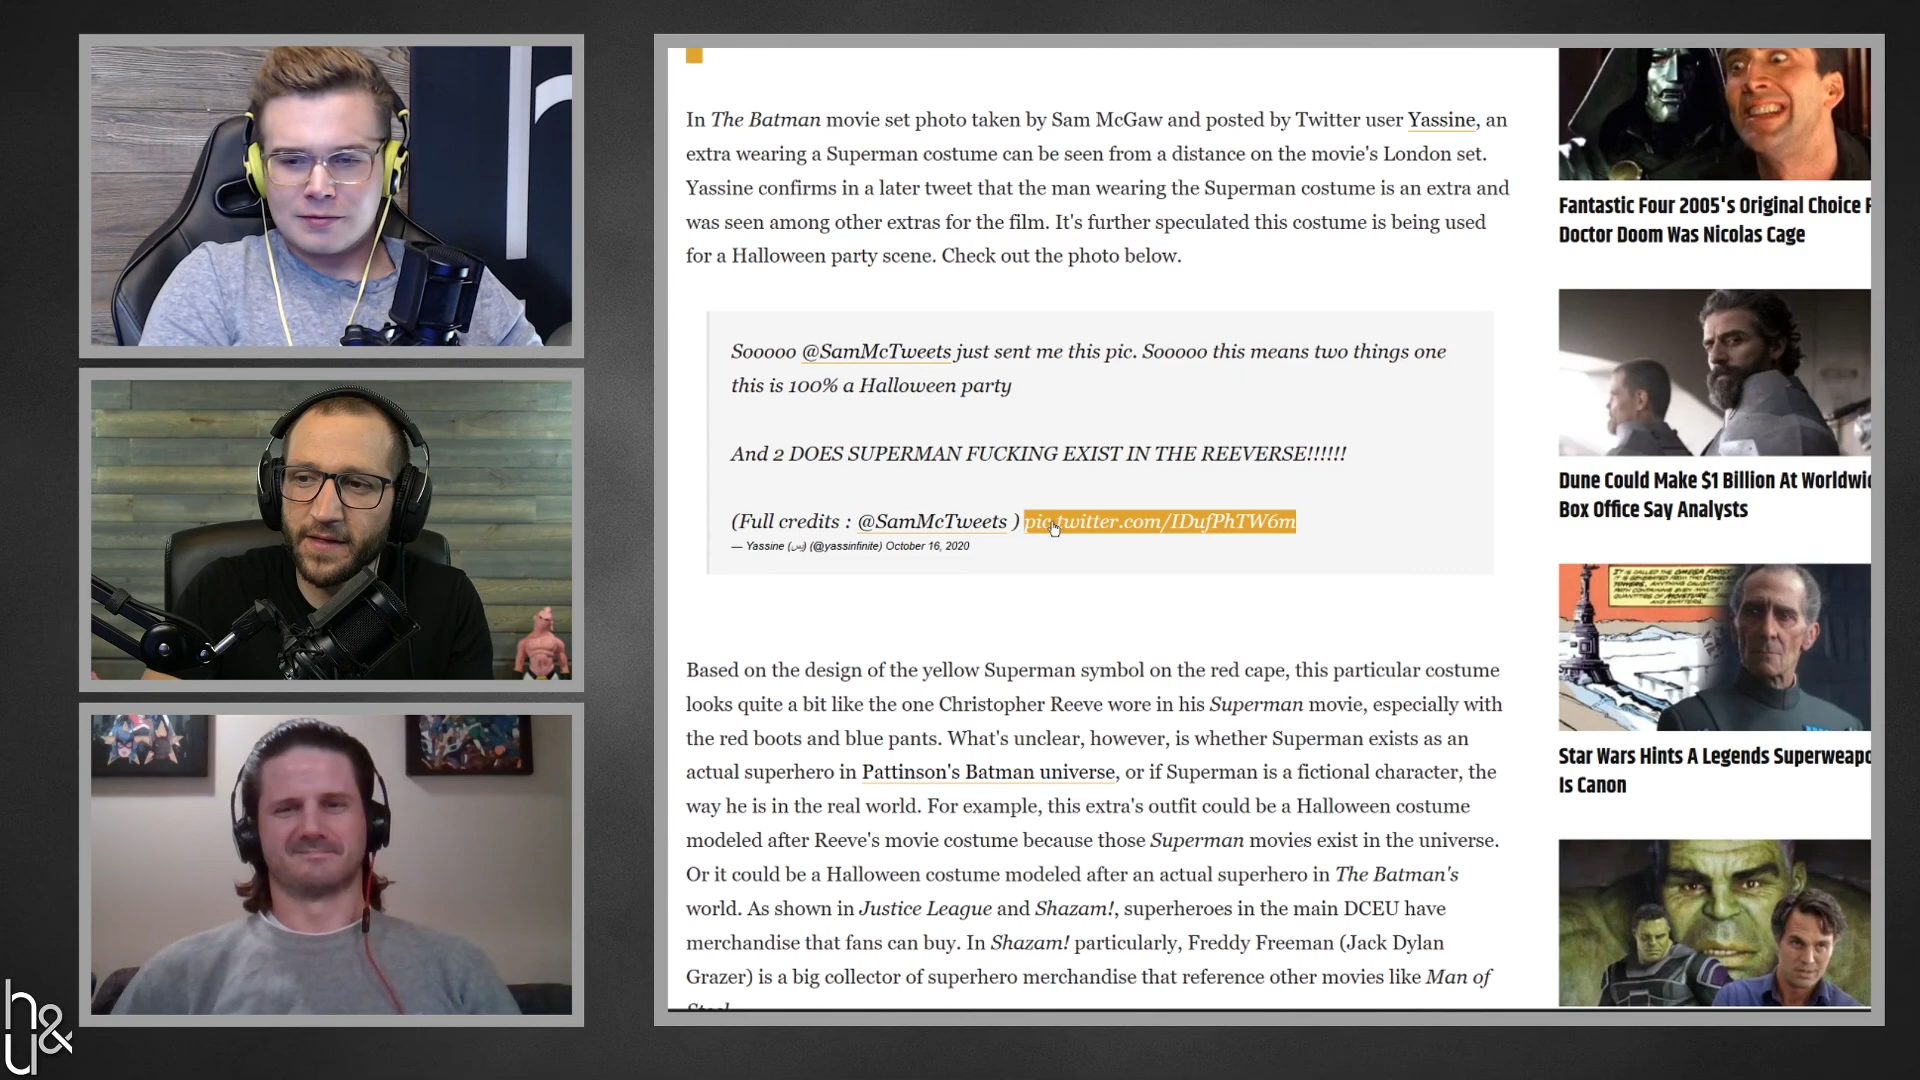 In The Batman movie set photo taken by Sam McGaw and posted by Twitter user Yassine, an
extra wearing a Superman costume can be seen from a distance on the movie's London set.
Yassine confirms in a later tweet that the man wearing the Superman costume is an extra and
was seen among other extras for the film. It's further speculated this costume is being used
for a Halloween party scene. Check out the photo below.
Sooooo @SamMcTweets just sent me this pic. Sooooo this means two things one
this is 100% a Halloween party
And 2 DOES SUPERMAN FUCKING EXIST IN THE REEVERSE!!!!!!
(Full credits : @SamMcTweets ) pic.twitter.com/IDufPhTW6m
— Yassine (يس) (@yassinfinite) October 16, 2020
Based on the design of the yellow Superman symbol on the red cape, this particular costume
looks quite a bit like the one Christopher Reeve wore in his Superman movie, especially with
the red boots and blue pants. What's unclear, however, is whether Superman exists as an
actual superhero in Pattinson's Batman universe, or if Superman is a fictional character, the
way he is in the real world. For example, this extra's outfit could be a Halloween costume
modeled after Reeve's movie costume because those Superman movies exist in the universe.
Or it could be a Halloween costume modeled after an actual superhero in The Batman's
world. As shown in Justice League and Shazam!, superheroes in the main DCEU have
merchandise that fans can buy. In Shazam! particularly, Freddy Freeman (Jack Dylan
Grazer) is a big collector of superhero merchandise that reference other movies like Man of
Fantastic Four 2005's Original Choice F
Doctor Doom Was Nicolas Cage
Dune Could Make $1 Billion At Worldwi
Box Office Say Analysts
IT IS CALLED THE OMEGA FROST
Star Wars Hints A Legends Superweapo
Is Canon
h&u